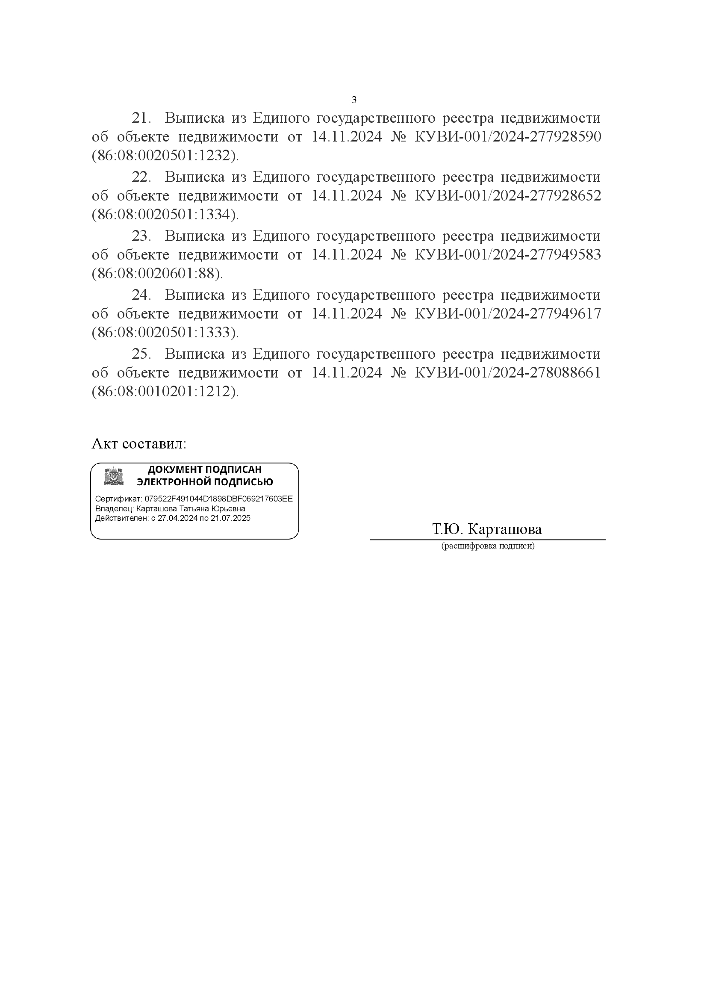 3
21. Выписка из Единого государственного реестра недвижимости
об объекте недвижимости от 14.11.2024 № КУВИ-001/2024-277928590
(86:08:0020501:1232).
22. Выписка из Единого государственного реестра недвижимости
об объекте недвижимости от 14.11.2024 № КУВИ-001/2024-277928652
(86:08:0020501:1334).
23. Выписка из Единого государственного реестра недвижимости
об объекте недвижимости от 14.11.2024 № КУВИ-001/2024-277949583
(86:08:0020601:88).
24. Выписка из Единого государственного реестра недвижимости
об объекте недвижимости от 14.11.2024 № КУВИ-001/2024-277949617
(86:08:0020501:1333).
25. Выписка из Единого государственного реестра недвижимости
об объекте недвижимости от 14.11.2024 № КУВИ-001/2024-278088661
(86:08:0010201:1212).
Акт составил:
ДОКУМЕНТ ПОДПИСАН
ЭЛЕКТРОННОЙ ПОДПИСЬЮ
Сертификат: 079522F491044D1898DBF069217603EE
Владелец: Карташова Татьяна Юрьевна
Действителен: с 27.04.2024 по 21.07.2025
Т.Ю. Карташова
(расшифровка подписи)